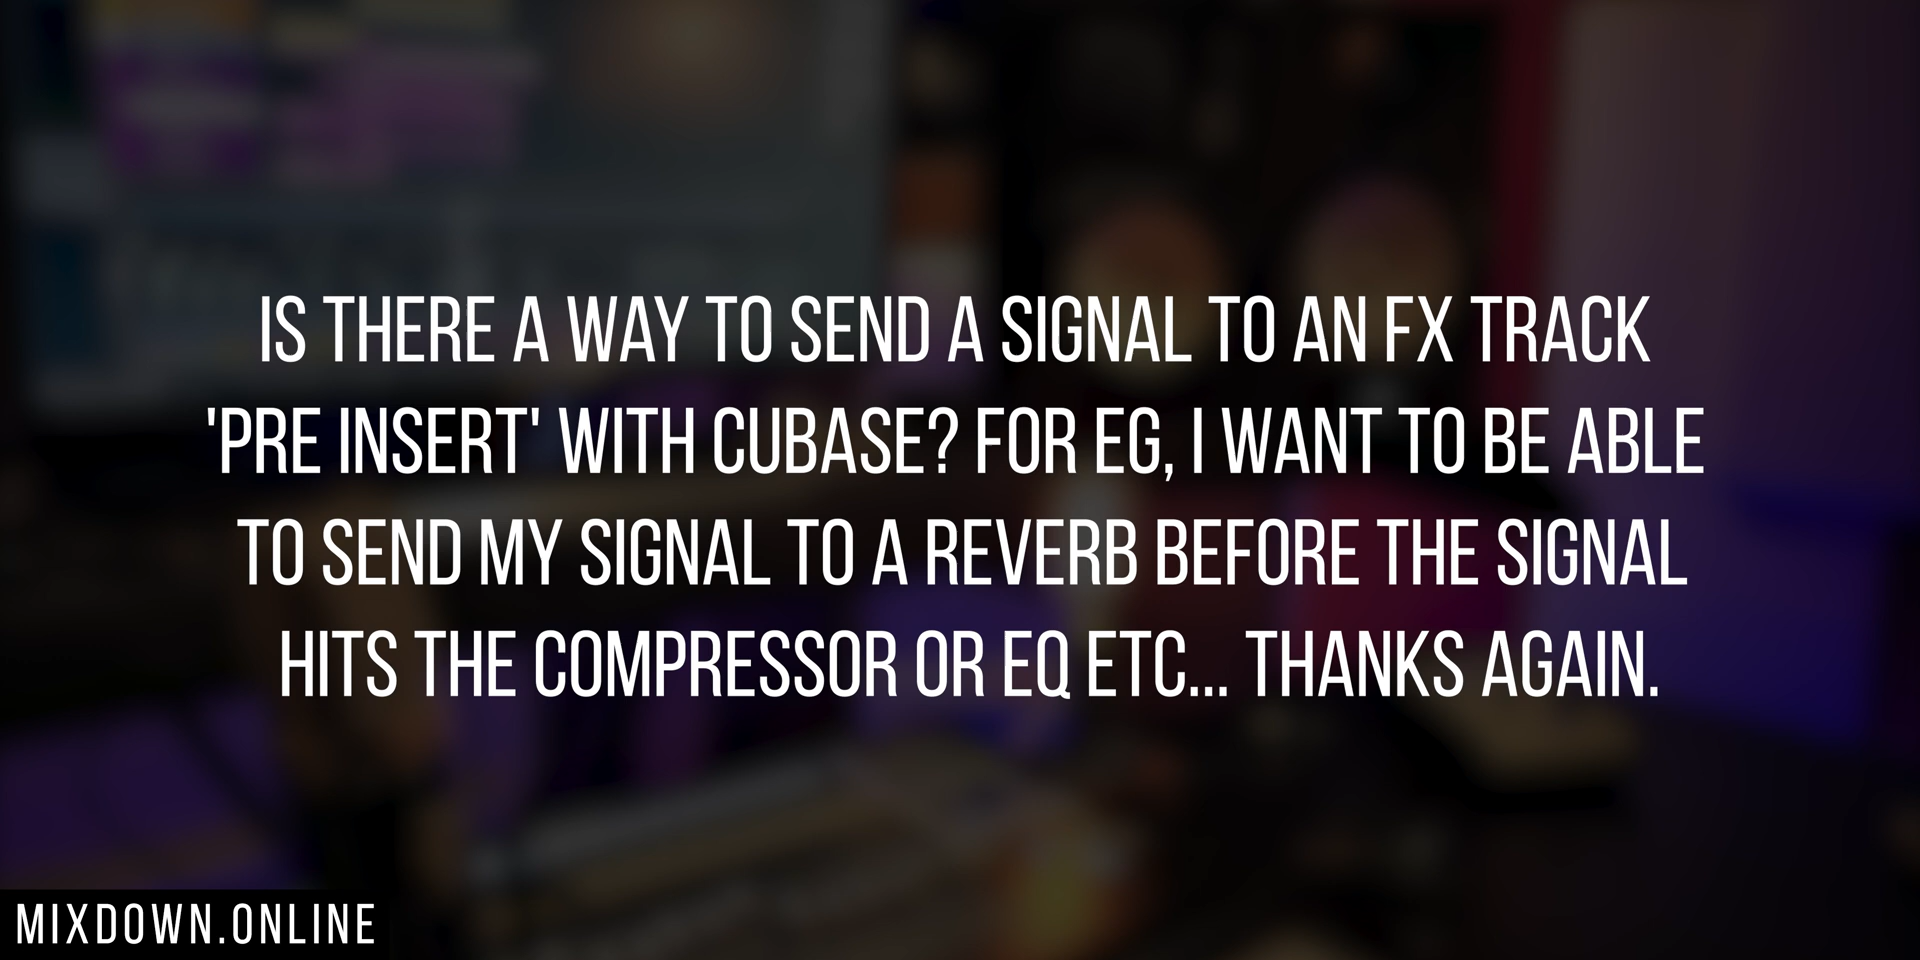 IS THERE A WAY TO SEND A SIGNAL TO AN FX TRACK
'PRE INSERT' WITH CUBASE? FOR EG, I WANT TO BE ABLE
TO SEND MY SIGNAL TO A REVERB BEFORE THE SIGNAL
HITS THE COMPRESSOR OR EQ ETC... THANKS AGAIN.
MIXDOWN.ONLINE